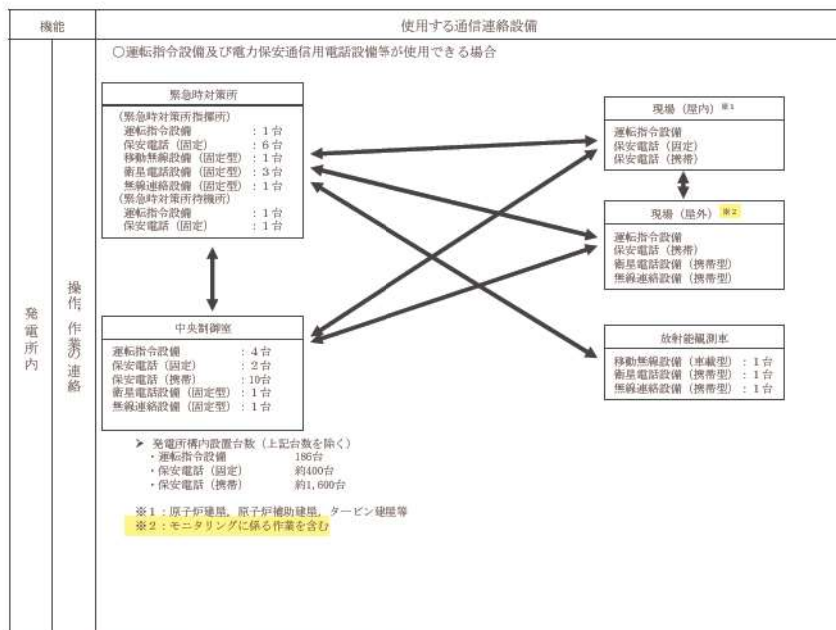 機能
使用する通信連絡設備
発電所内
操作，作業の連絡
○運転指令設備及び電力保安通信用電話設備等が使用できる場合
緊急時対策所
(緊急時対策所指揮所)
運転指令設備 ：1台
保安電話（固定） ：6台
移動無線設備（固定型）：1台
衛星電話設備（固定型）：3台
無線連絡設備（固定型）：1台
(緊急時対策所待機所)
運転指令設備 ：1台
保安電話（固定） ：1台
現場（屋内）※1
運転指令設備
保安電話（固定）
保安電話（携帯）
現場（屋外）※2
運転指令設備
保安電話（携帯）
衛星電話設備（携帯型）
無線連絡設備（携帯型）
中央制御室
運転指令設備 ：4台
保安電話（固定） ：2台
保安電話（携帯） ：10台
衛星電話設備（固定型）：1台
無線連絡設備（固定型）：1台
放射能観測車
移動無線設備（車載型）：1台
衛星電話設備（携帯型）：1台
無線連絡設備（携帯型）：1台
➢ 発電所構内設置台数（上記台数を除く）
・運転指令設備 186台
・保安電話（固定） 約400台
・保安電話（携帯） 約1,600台
※1：原子炉建屋，原子炉補助建屋，タービン建屋等
※2：モニタリングに係る作業を含む